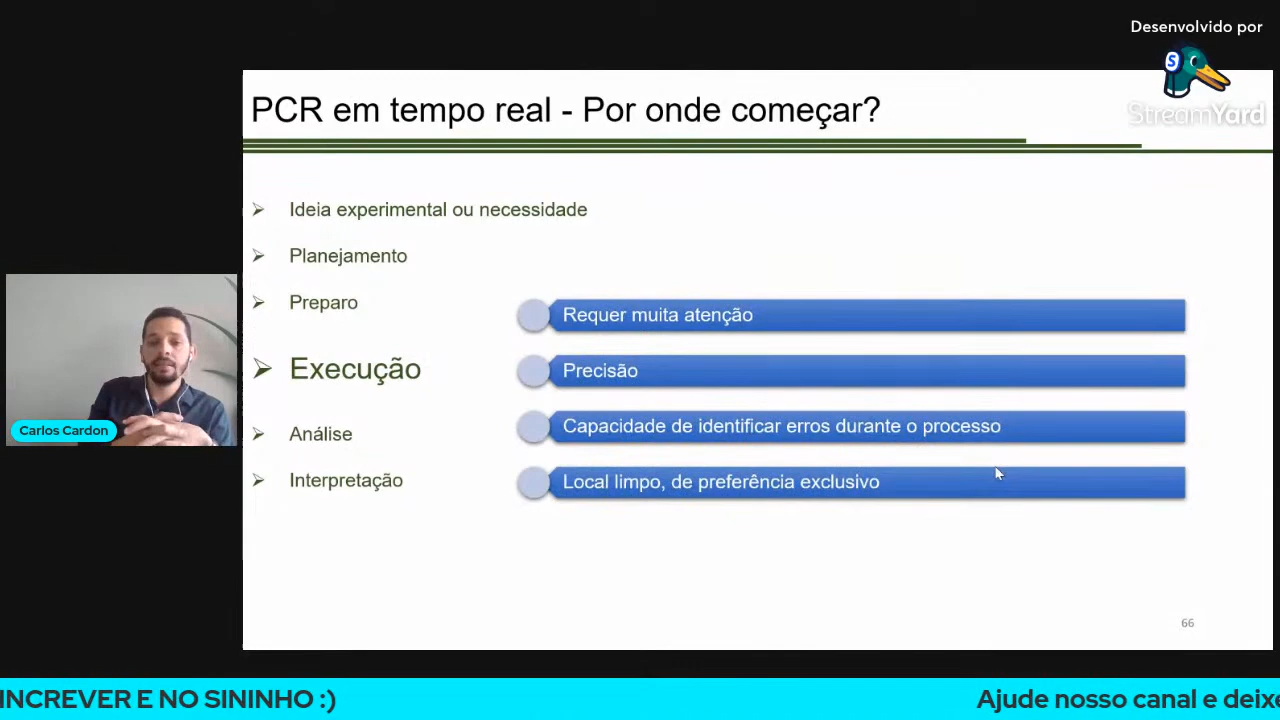 Desenvolvido por
StreamYard
PCR em tempo real - Por onde começar?
Ideia experimental ou necessidade
Planejamento
Preparo
Execução
Análise
Interpretação
Requer muita atenção
Precisão
Capacidade de identificar erros durante o processo
Local limpo, de preferência exclusivo
Carlos Cardon
66
INCREVER E NO SININHO :)
Ajude nosso canal e deixe